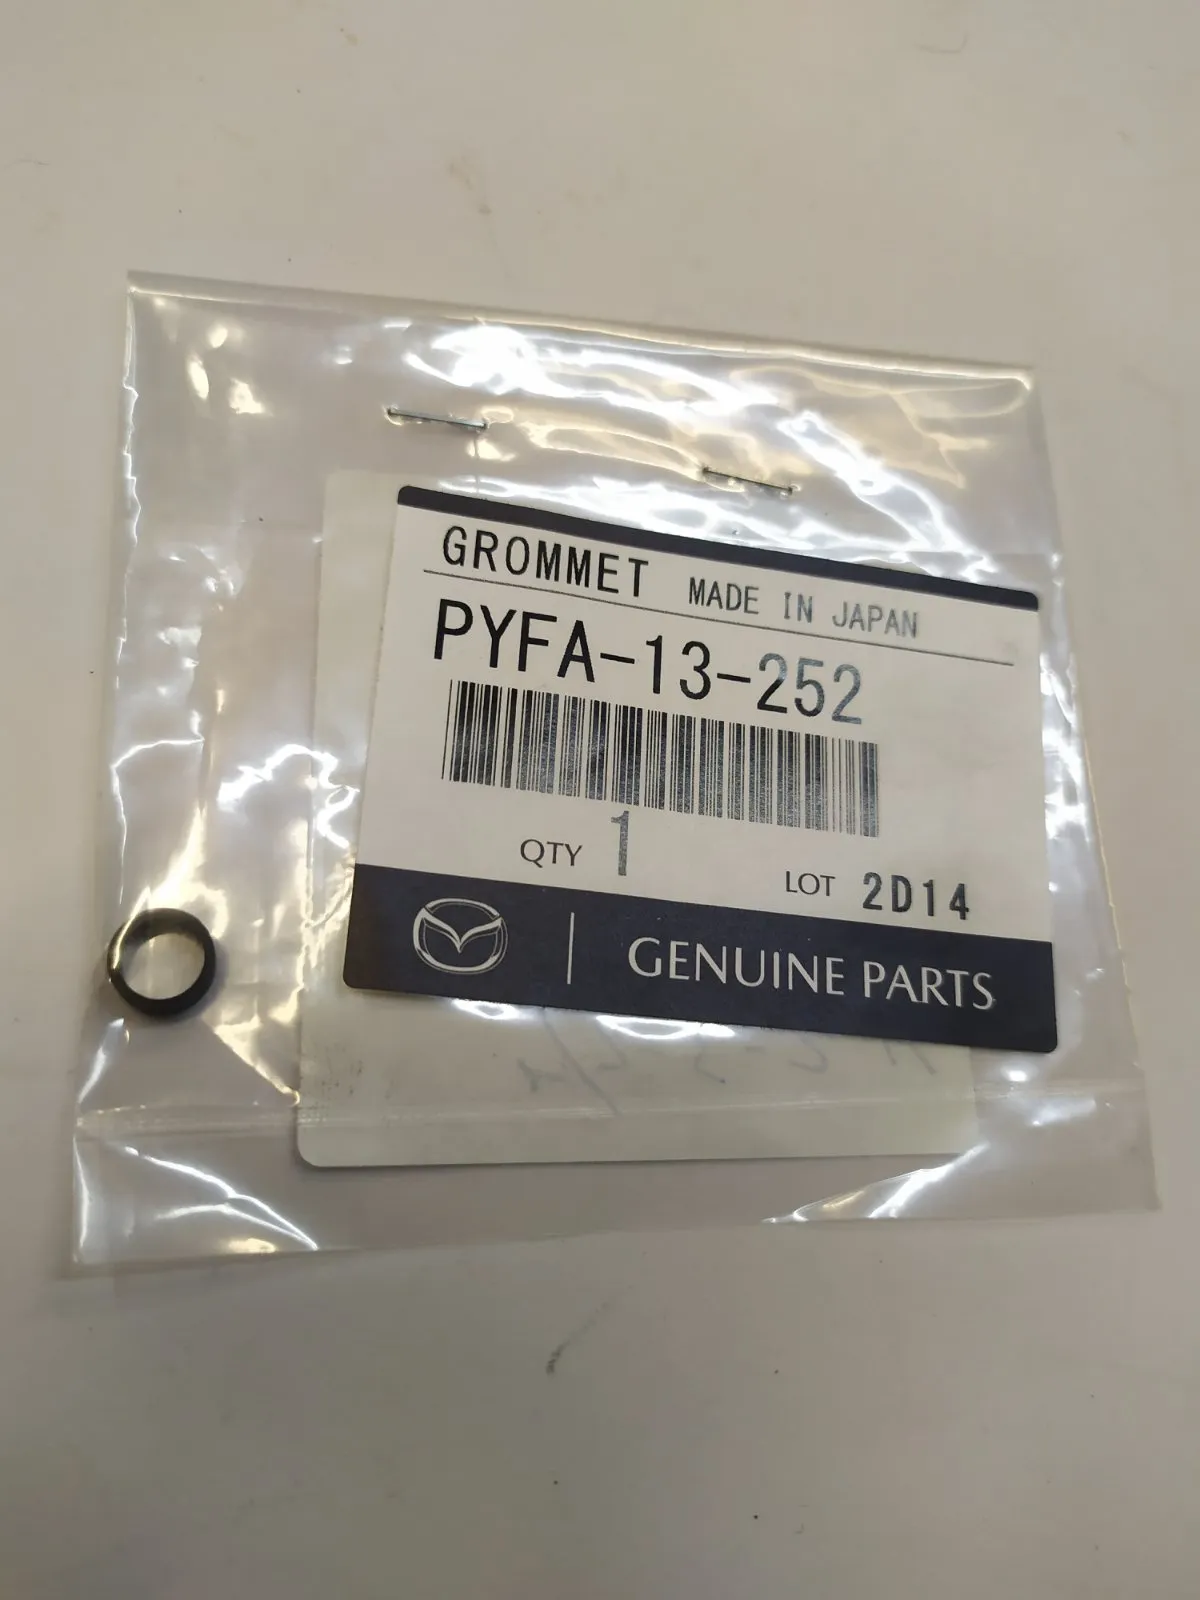 GROMMET MADE IN JAPAN
PYFA-13-252
QTY 1
LOT 2D14
GENUINE PARTS